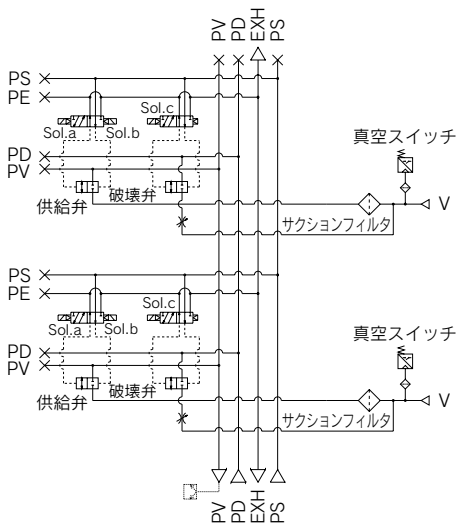 PV PD EXH PS
PS
PE
Sol.c
Sol.a Sol.b
真空スイッチ
PD
PV
供給弁 破壊弁
V
サクションフィルタ
PS
PE
Sol.c
Sol.a Sol.b
真空スイッチ
PD
PV
供給弁 破壊弁
V
サクションフィルタ
PV PD EXH PS